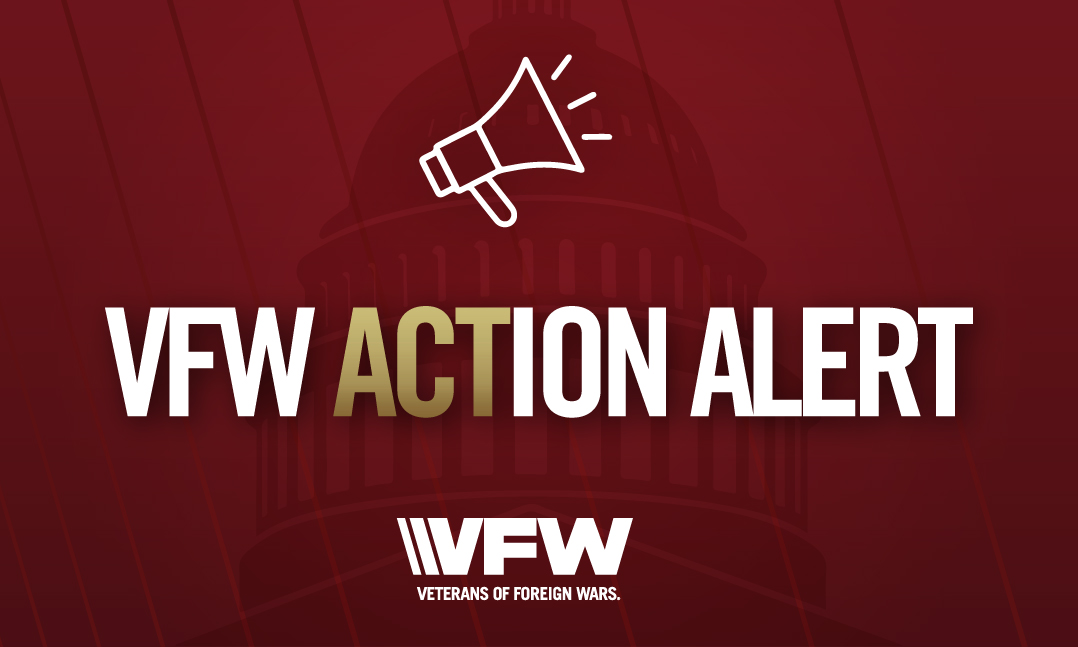 VFW ACTION ALERT
VFW
VETERANS OF FOREIGN WARS.